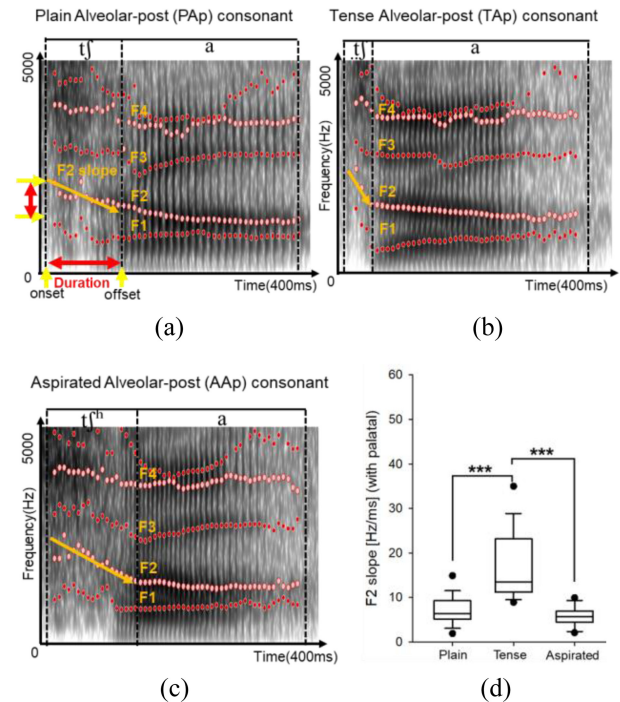 Plain Alveolar-post (PAp) consonant
tʃ
a
5000
F4
F3
F2 slope
F2
F1
0
Duration
onset
offset
Time(400ms)
(a)
Tense Alveolar-post (TAp) consonant
a
5000
Frequency(Hz)
F4
F3
F2
F1
0
Time(400ms)
(b)
Aspirated Alveolar-post (AAp) consonant
tʃʰ
a
5000
Frequency(Hz)
F4
F3
F2
F1
0
Time(400ms)
(c)
F2 slope [Hz/ms] (with palatal)
60
50
40
30
20
10
0
***
***
Plain
Tense
Aspirated
(d)